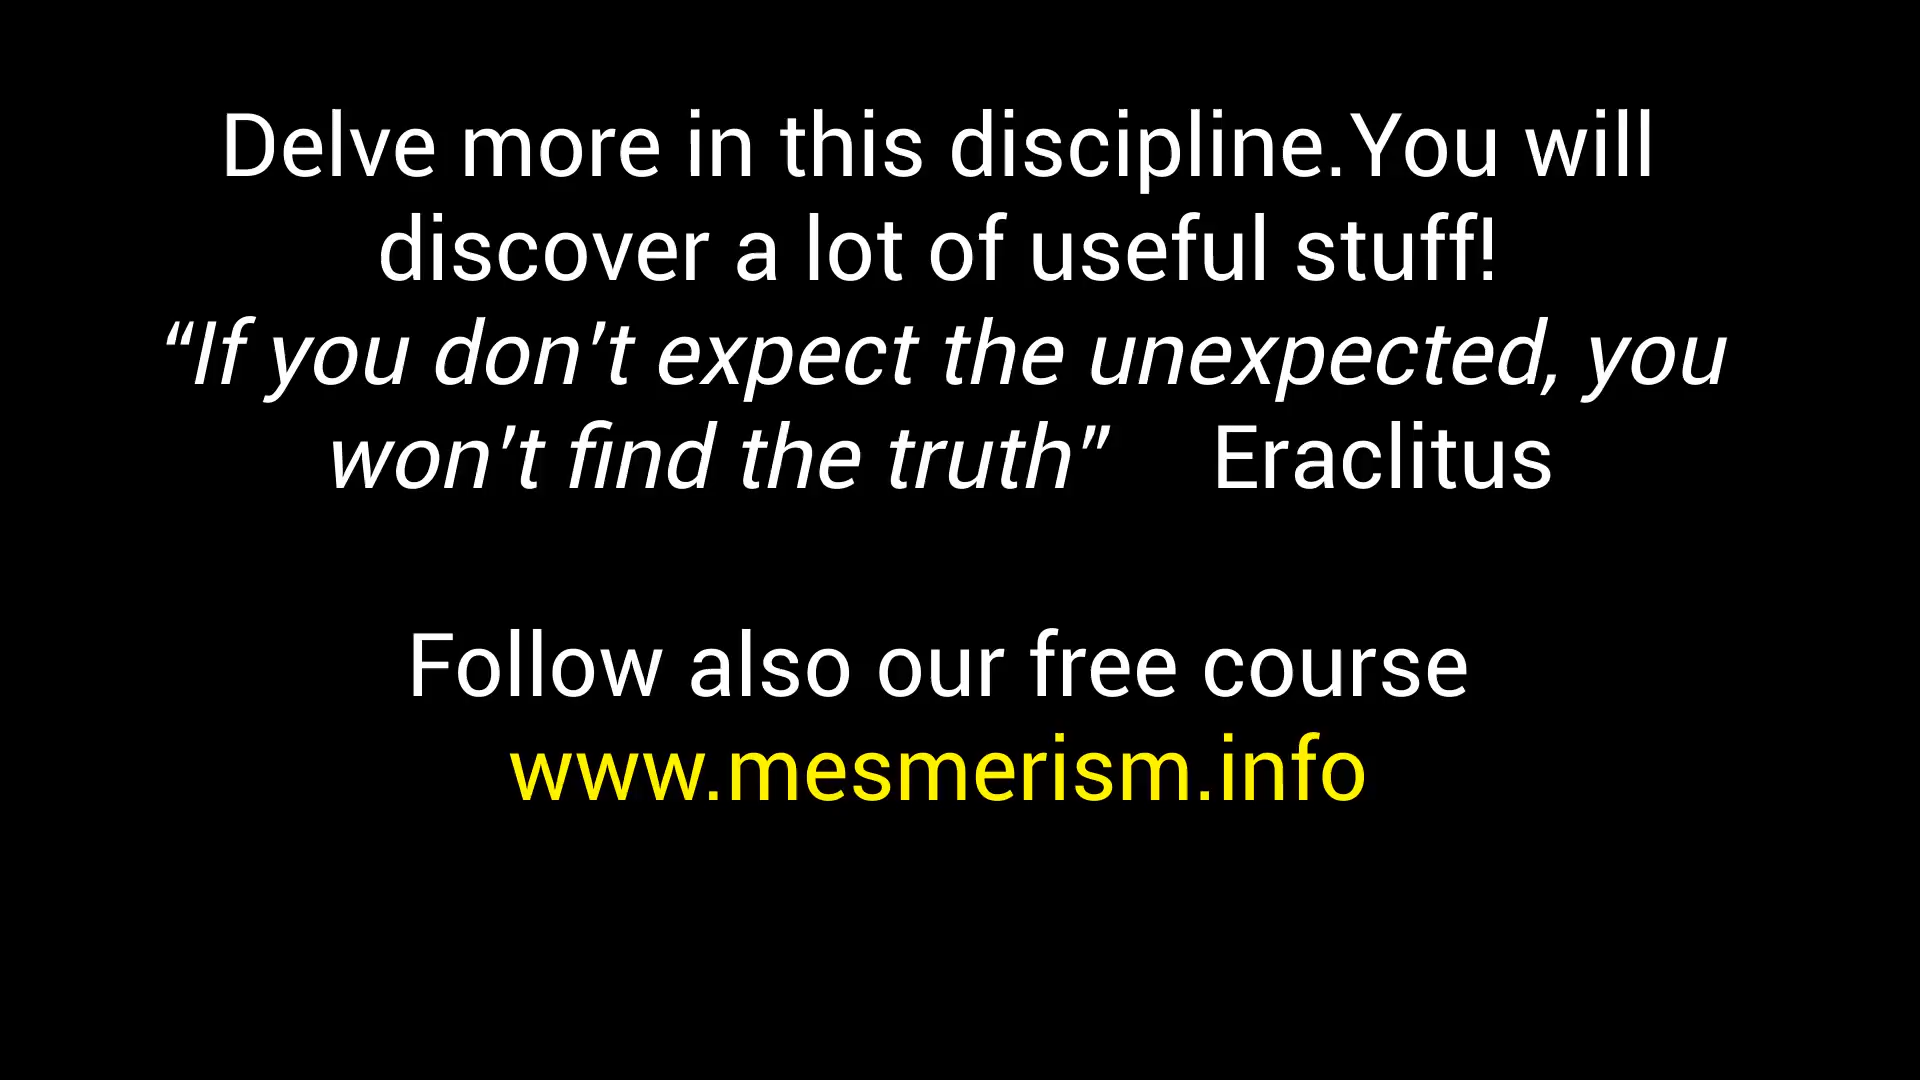 Delve more in this discipline.You will
discover a lot of useful stuff!
“If you don't expect the unexpected, you
won't find the truth” Eraclitus
Follow also our free course
www.mesmerism.info